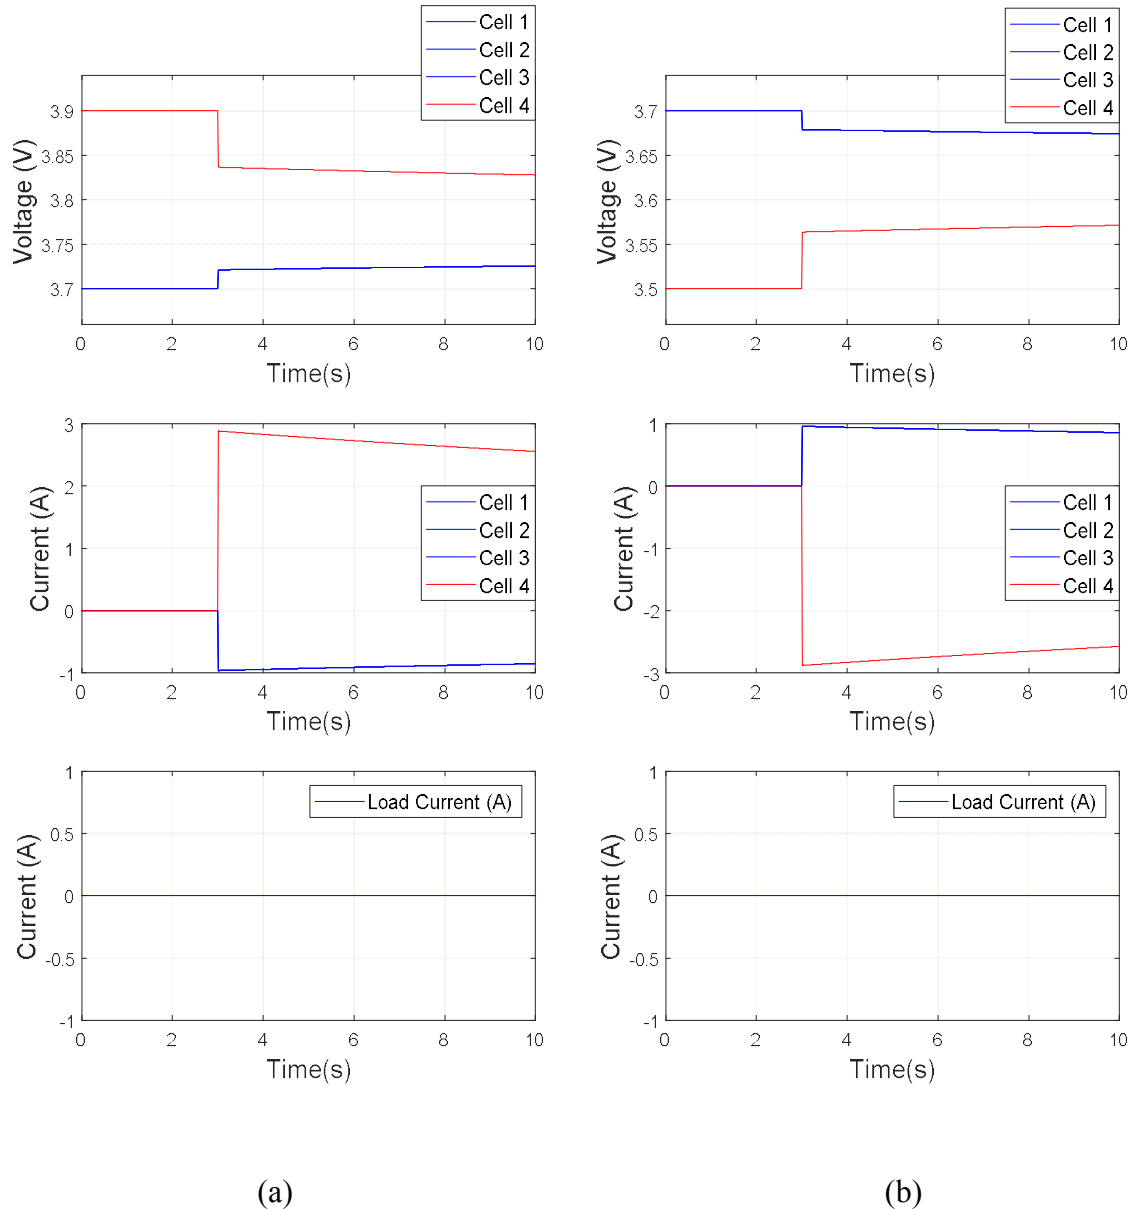 Cell 1
Cell 2
Cell 3
Cell 4
3.9
3.85
3.8
3.75
3.7
Voltage (V)
0 2 4 6 8 10
Time(s)
Cell 1
Cell 2
Cell 3
Cell 4
3.7
3.65
3.6
3.55
3.5
Voltage (V)
0 2 4 6 8 10
Time(s)
3
2
1
0
-1
Current (A)
Cell 1
Cell 2
Cell 3
Cell 4
0 2 4 6 8 10
Time(s)
1
0
-1
-2
-3
Current (A)
Cell 1
Cell 2
Cell 3
Cell 4
0 2 4 6 8 10
Time(s)
1
0.5
0
-0.5
-1
Current (A)
Load Current (A)
0 2 4 6 8 10
Time(s)
1
0.5
0
-0.5
-1
Current (A)
Load Current (A)
0 2 4 6 8 10
Time(s)
(a)
(b)